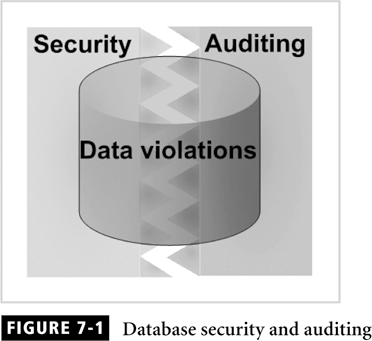 Security Auditing
Data violations
FIGURE 7-1 Database security and auditing